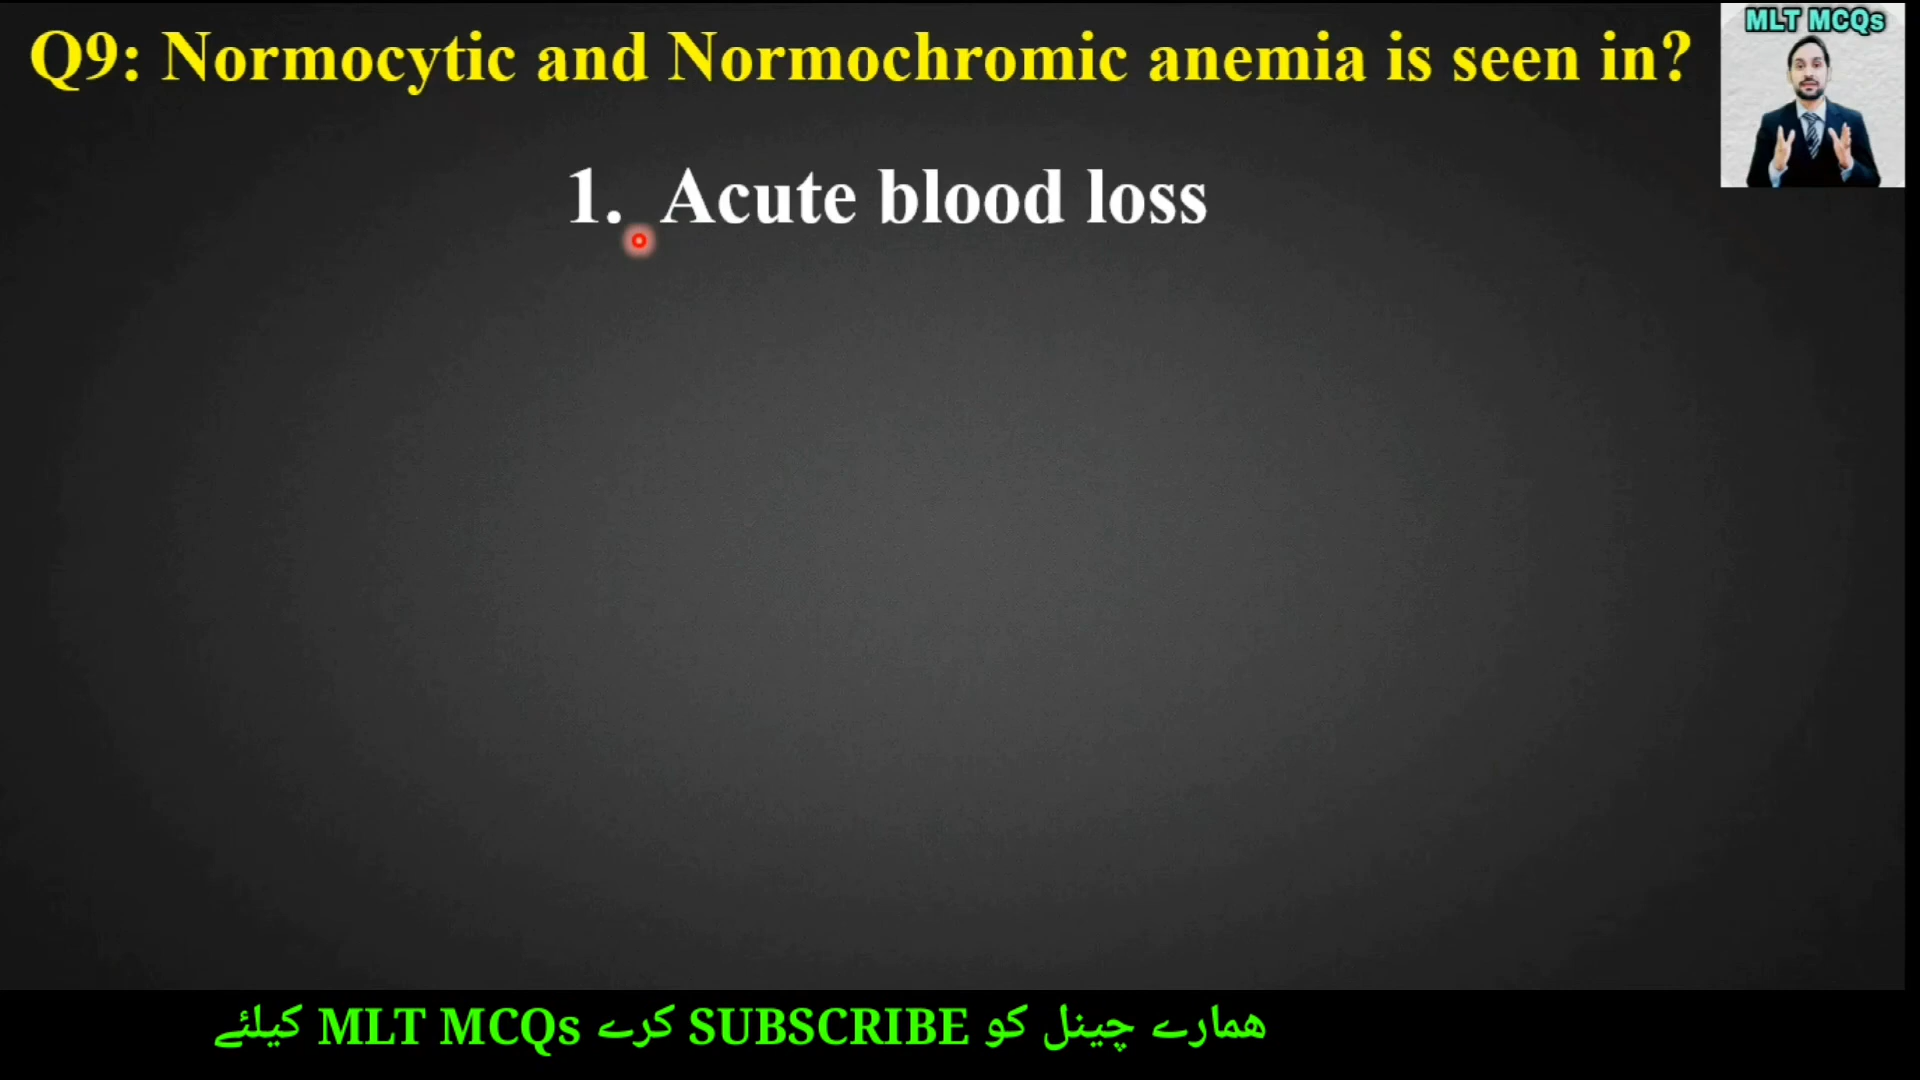 Q9: Normocytic and Normochromic anemia is seen in?
MLT MCQs
1. Acute blood loss
ھمارے چینل کو SUBSCRIBE کرے MLT MCQs کیلئے